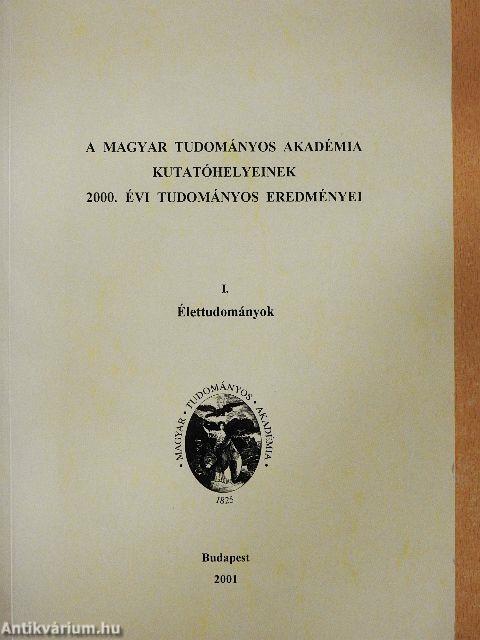 A MAGYAR TUDOMÁNYOS AKADÉMIA
KUTATÓHELYEINEK
2000. ÉVI TUDOMÁNYOS EREDMÉNYEI
I.
Élettudományok
• MAGYAR • TUDOMÁNYOS • AKADÉMIA •
1825
Budapest
2001
Antikvárium.hu